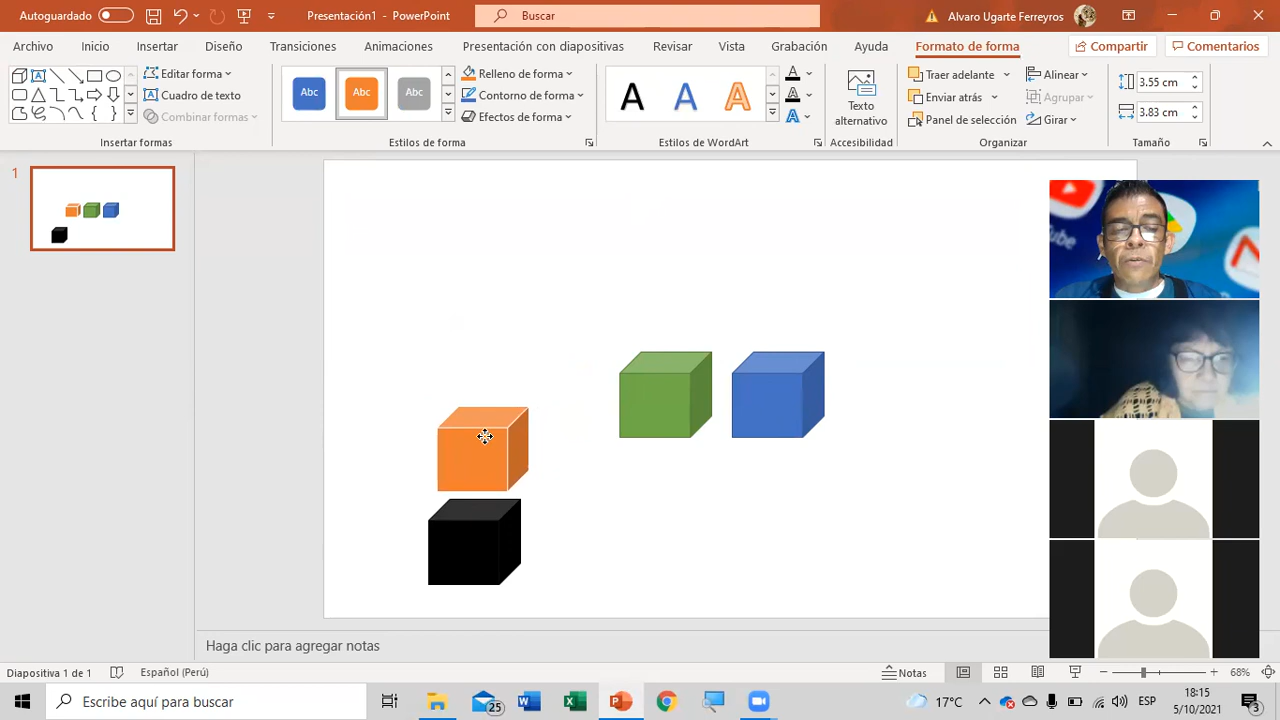 Autoguardado
Presentación1 - PowerPoint
Buscar
Alvaro Ugarte Ferreyros
Archivo Inicio Insertar Diseño Transiciones Animaciones Presentación con diapositivas Revisar Vista Grabación Ayuda Formato de forma Compartir Comentarios
Editar forma
Cuadro de texto
Combinar formas
Insertar formas
Abc Abc Abc
Relleno de forma
Contorno de forma
Efectos de forma
Estilos de forma
A A A
Estilos de WordArt
Texto
alternativo
Accesibilidad
Traer adelante
Enviar atrás
Panel de selección
Alinear
Agrupar
Girar
Organizar
3.55 cm
3.83 cm
Tamaño
1
Haga clic para agregar notas
Diapositiva 1 de 1 Español (Perú) Notas 68%
Escribe aquí para buscar
25
17°C
ESP
18:15
5/10/2021
3